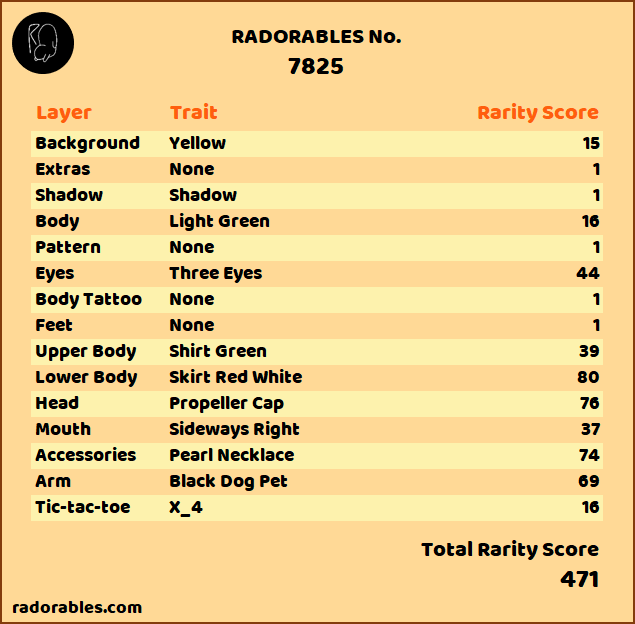 RADORABLES No.
7825
Layer Trait Rarity Score
Background Yellow 15
Extras None 1
Shadow Shadow 1
Body Light Green 16
Pattern None 1
Eyes Three Eyes 44
Body Tattoo None 1
Feet None 1
Upper Body Shirt Green 39
Lower Body Skirt Red White 80
Head Propeller Cap 76
Mouth Sideways Right 37
Accessories Pearl Necklace 74
Arm Black Dog Pet 69
Tic-tac-toe X_4 16
Total Rarity Score
471
radorables.com